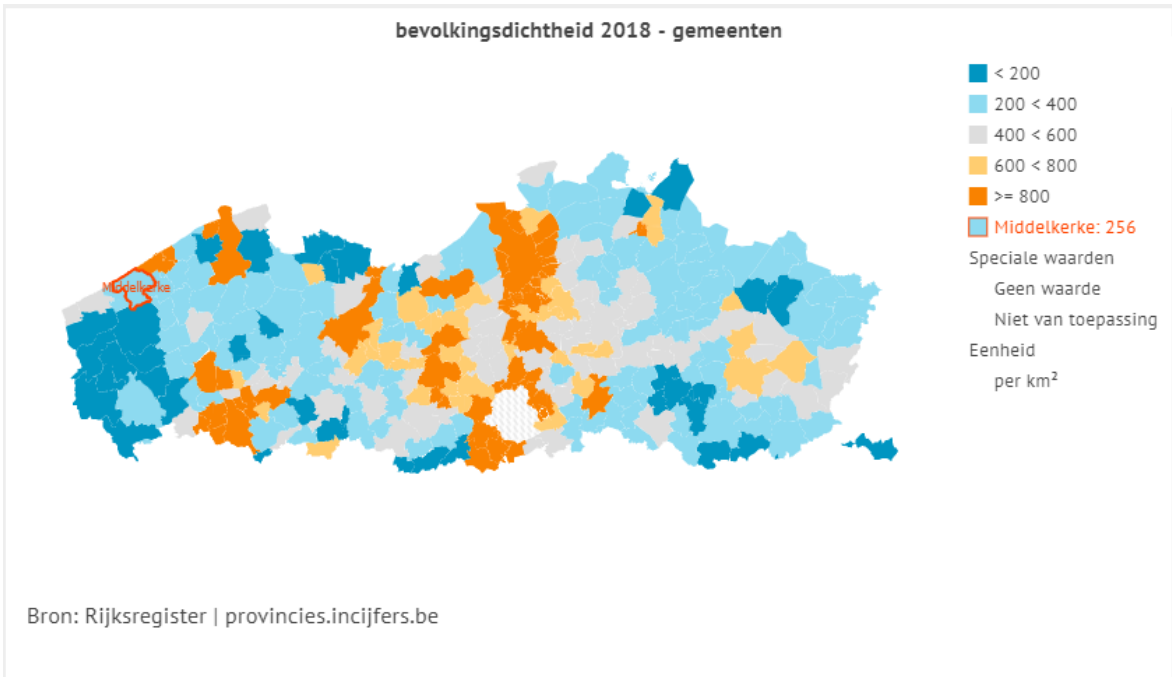 bevolkingsdichtheid 2018 - gemeenten
< 200
200 < 400
400 < 600
600 < 800
>= 800
Middelkerke: 256
Speciale waarden
Geen waarde
Niet van toepassing
Eenheid
per km²
Middelkerke
Bron: Rijksregister | provincies.incijfers.be